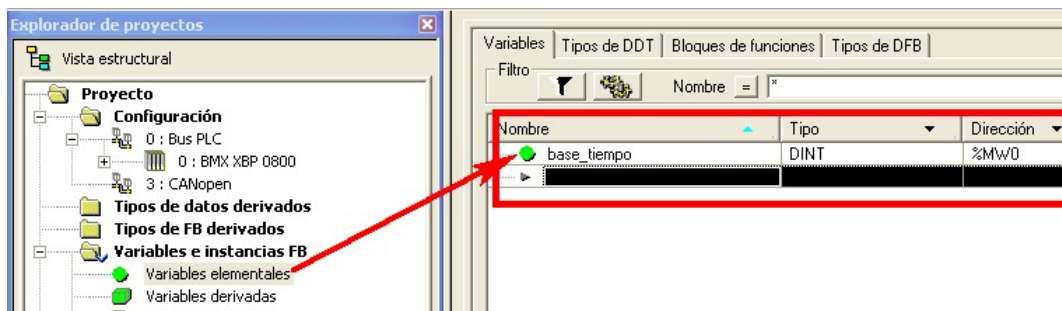 Explorador de proyectos
Vista estructural
Proyecto
Configuración
0 : Bus PLC
0 : BMX XBP 0800
3 : CANopen
Tipos de datos derivados
Tipos de FB derivados
Variables e instancias FB
Variables elementales
Variables derivadas
Variables Tipos de DDT Bloques de funciones Tipos de DFB
Filtro
Nombre = *
Nombre Tipo Dirección
base_tiempo DINT %MW0